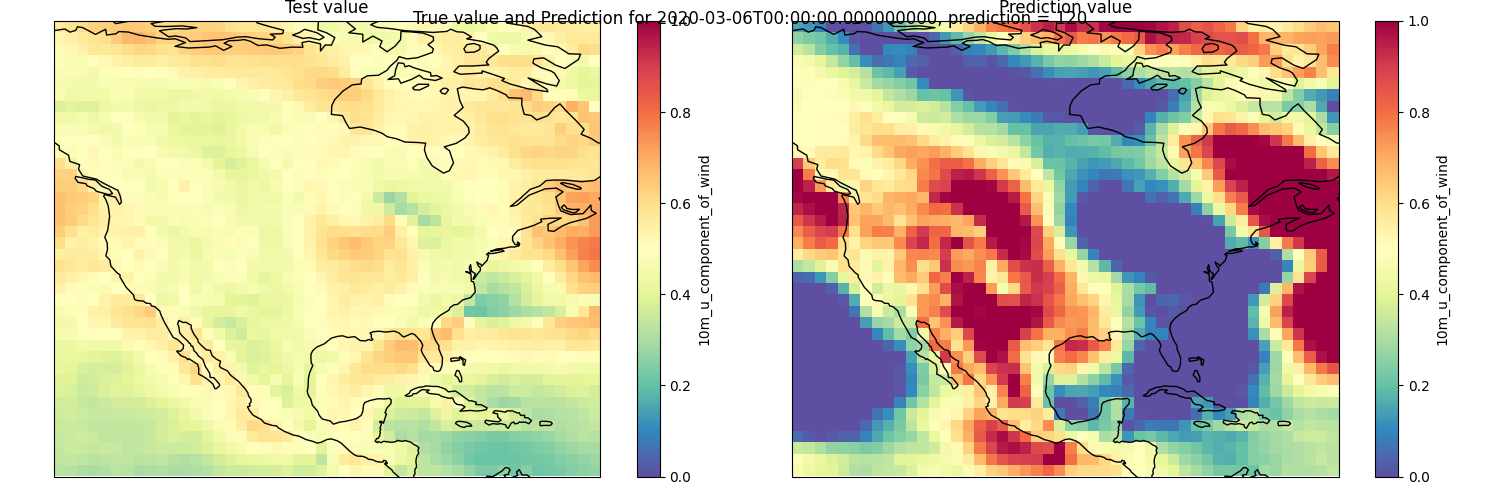 Test value
True value and Prediction for 2020-03-06T00:00:00.000000000, prediction = 120
Prediction value
1.0
0.8
0.6
0.4
0.2
0.0
10m_u_component_of_wind
1.0
0.8
0.6
0.4
0.2
0.0
10m_u_component_of_wind